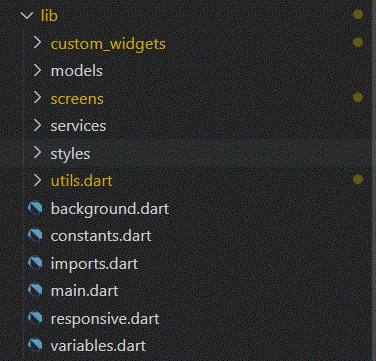 lib
custom_widgets
models
screens
services
styles
utils.dart
background.dart
constants.dart
imports.dart
main.dart
responsive.dart
variables.dart